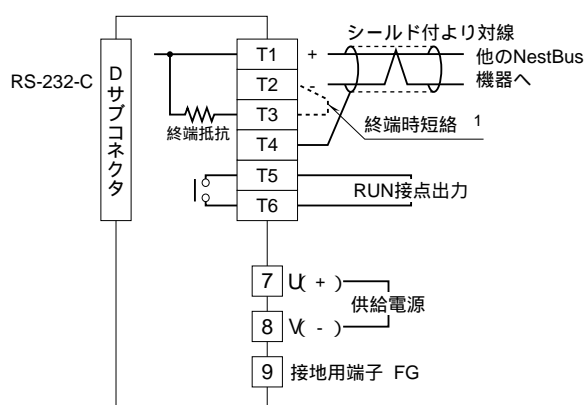 シールド付より対線
他のNestBus
機器へ
RS-232-C
Dサブコネクタ
T1
+
T2
-
T3
終端抵抗
終端時短絡 1
T4
T5
RUN接点出力
T6
7 U( + )
供給電源
8 V( - )
9 接地用端子 FG